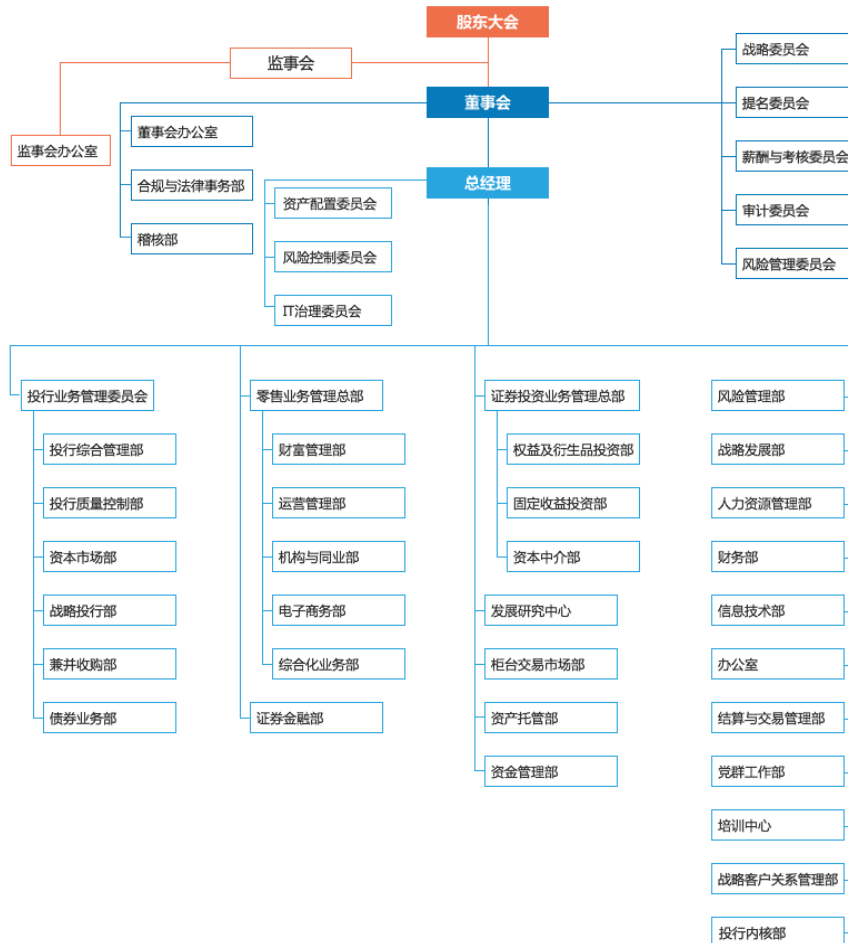 股东大会
监事会
监事会办公室
董事会
董事会办公室
合规与法律事务部
稽核部
战略委员会
提名委员会
薪酬与考核委员会
审计委员会
风险管理委员会
总经理
资产配置委员会
风险控制委员会
IT治理委员会
投行业务管理委员会
投行综合管理部
投行质量控制部
资本市场部
战略投行部
兼并收购部
债券业务部
零售业务管理总部
财富管理部
运营管理部
机构与同业部
电子商务部
综合化业务部
证券金融部
证券投资业务管理总部
权益及衍生品投资部
固定收益投资部
资本中介部
发展研究中心
柜台交易市场部
资产托管部
资金管理部
风险管理部
战略发展部
人力资源管理部
财务部
信息技术部
办公室
结算与交易管理部
党群工作部
培训中心
战略客户关系管理部
投行内核部